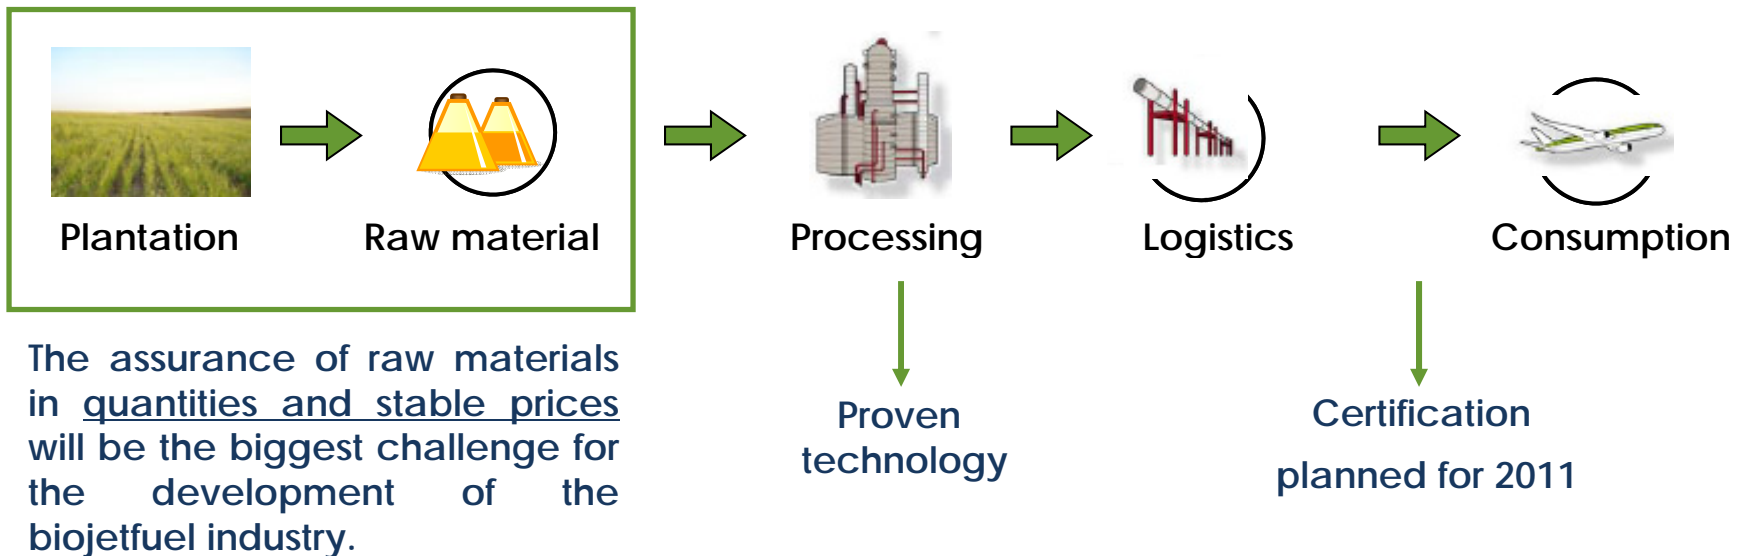 Plantation
Raw material
Processing
Logistics
Consumption
The assurance of raw materials
in quantities and stable prices
will be the biggest challenge for
the development of the
biojetfuel industry.
Proven
technology
Certification
planned for 2011